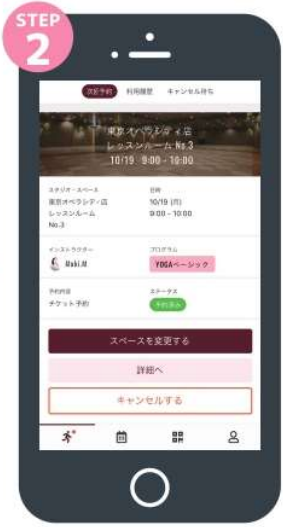 STEP
2
次回予約 利用履歴 キャンセル待ち
東京オペラシティ店
レッスンルーム No.3
10/19 9:00 - 10:00
スタジオ・スペース 日時
東京オペラシティ店 10/19 (月)
レッスンルーム 9:00 - 10:00
No.3
インストラクター プログラム
Maki.M YOGAベーシック
予約内容 ステータス
チケット予約 予約済み
スペースを変更する
詳細へ
キャンセルする